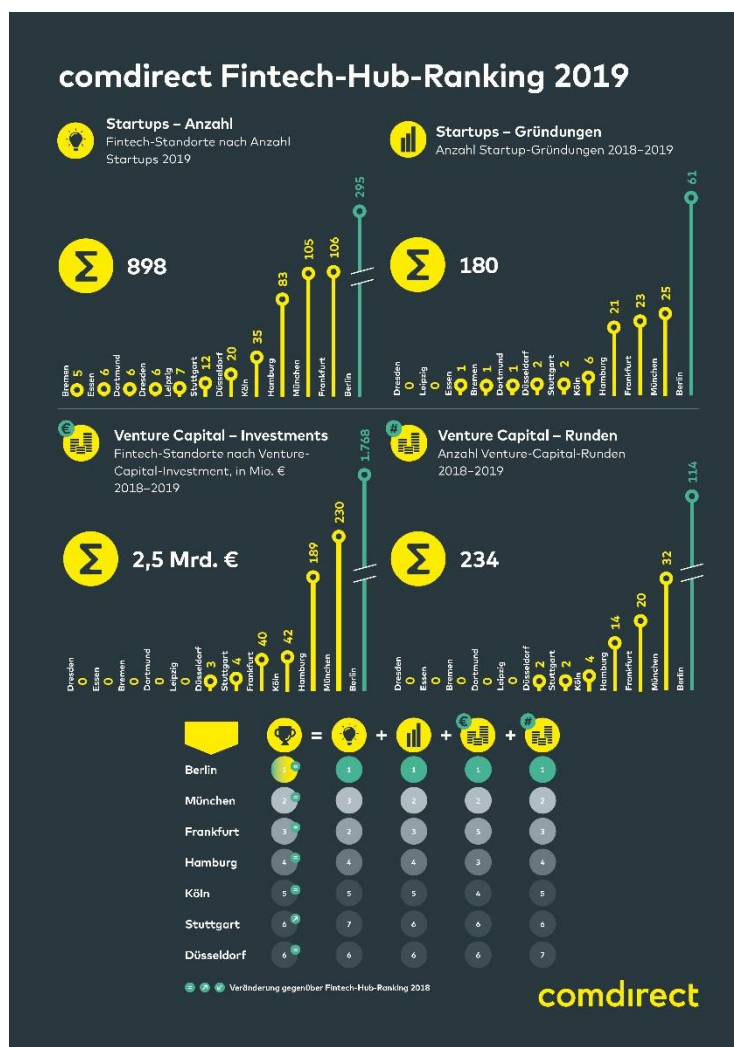 comdirect Fintech-Hub-Ranking 2019
Startups – Anzahl
Fintech-Standorte nach Anzahl
Startups 2019
Σ 898
Bremen 5
Essen 6
Dortmund 6
Dresden 6
Leipzig 7
Stuttgart 12
Düsseldorf 20
Köln 35
Hamburg 83
München 105
Frankfurt 106
Berlin 295
Startups – Gründungen
Anzahl Startup-Gründungen 2018–2019
Σ 180
Dresden 0
Leipzig 0
Essen 1
Bremen 1
Dortmund 1
Düsseldorf 2
Stuttgart 2
Köln 6
Hamburg 21
Frankfurt 23
München 25
Berlin 61
€
Venture Capital – Investments
Fintech-Standorte nach Venture-
Capital-Investment, in Mio. €
2018–2019
Σ 2,5 Mrd. €
Dresden 0
Essen 0
Bremen 0
Dortmund 0
Leipzig 0
Düsseldorf 3
Stuttgart 4
Frankfurt 40
Köln 42
Hamburg 189
München 230
Berlin 1.768
#
Venture Capital – Runden
Anzahl Venture-Capital-Runden
2018–2019
Σ 234
Dresden 0
Essen 0
Bremen 0
Dortmund 0
Leipzig 0
Düsseldorf 2
Stuttgart 2
Köln 4
Hamburg 14
Frankfurt 20
München 32
Berlin 114
= + + € + #
Berlin 1 = 1 1 1 1
München 2 = 3 2 2 2
Frankfurt 3 = 2 3 5 3
Hamburg 4 = 4 4 3 4
Köln 5 = 5 5 4 5
Stuttgart 6 ↗ 7 6 6 6
Düsseldorf 6 = 6 6 6 7
= ↗ ↙ Veränderung gegenüber Fintech-Hub-Ranking 2018
comdirect